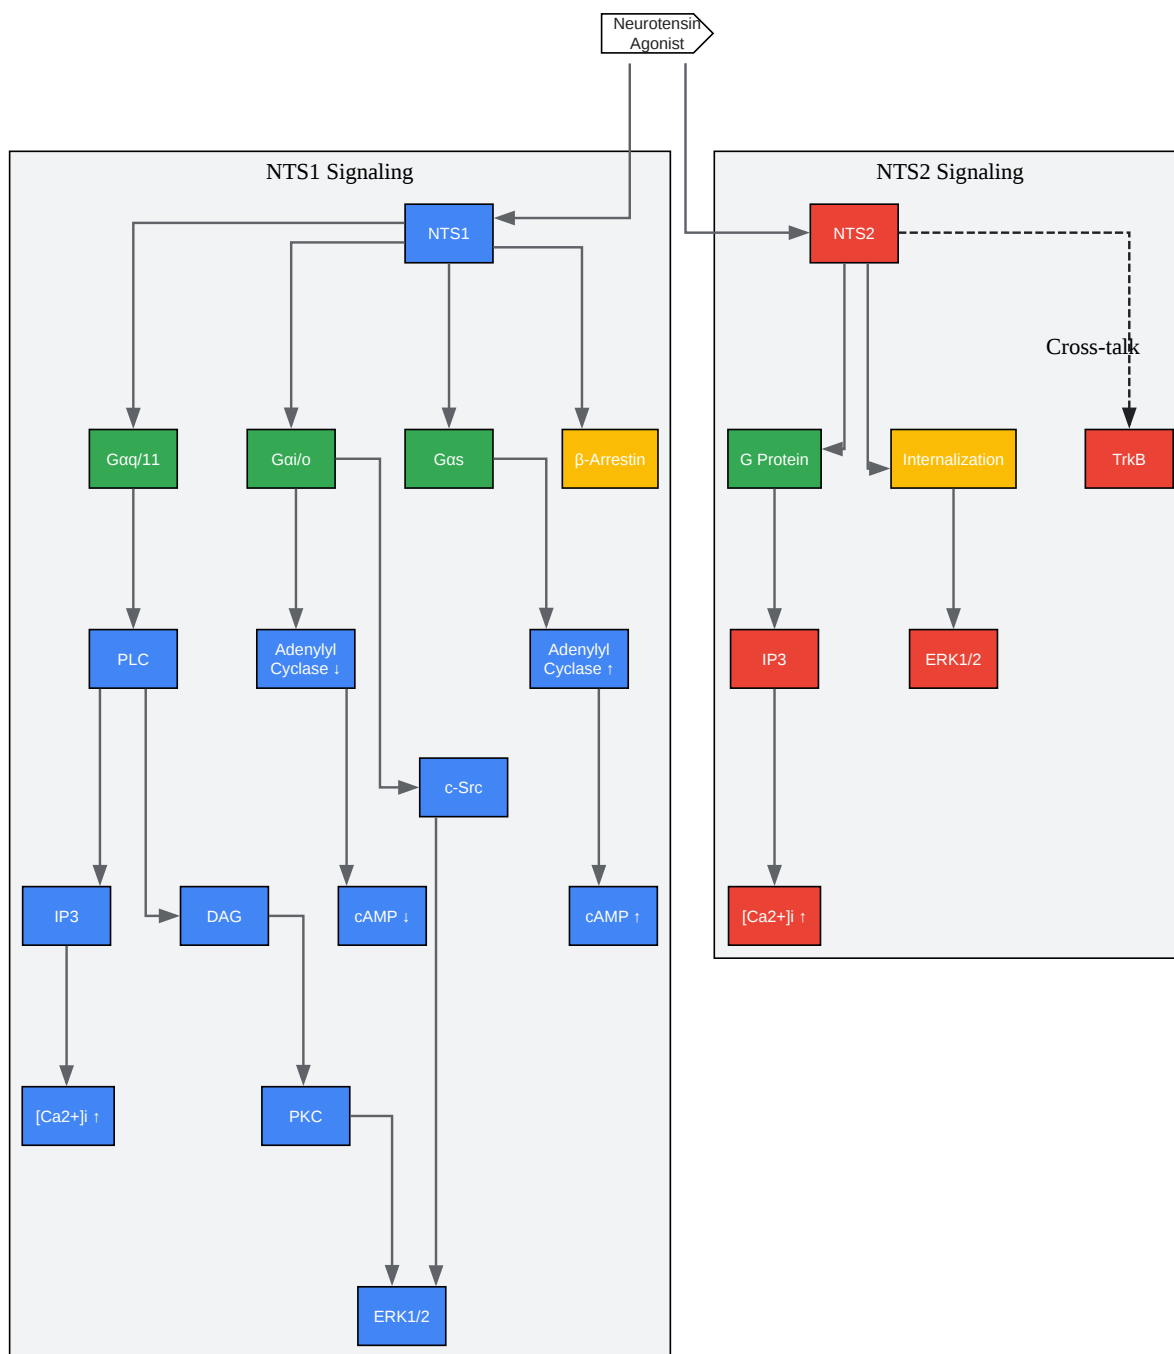 Neurotensin
Agonist
NTS1 Signaling
NTS2 Signaling
NTS1
NTS2
Cross-talk
Gαq/11
Gαi/o
Gαs
β-Arrestin
G Protein
Internalization
TrkB
PLC
Adenylyl
Cyclase ↓
Adenylyl
Cyclase ↑
IP3
ERK1/2
c-Src
IP3
DAG
cAMP ↓
cAMP ↑
[Ca2+]i ↑
[Ca2+]i ↑
PKC
ERK1/2